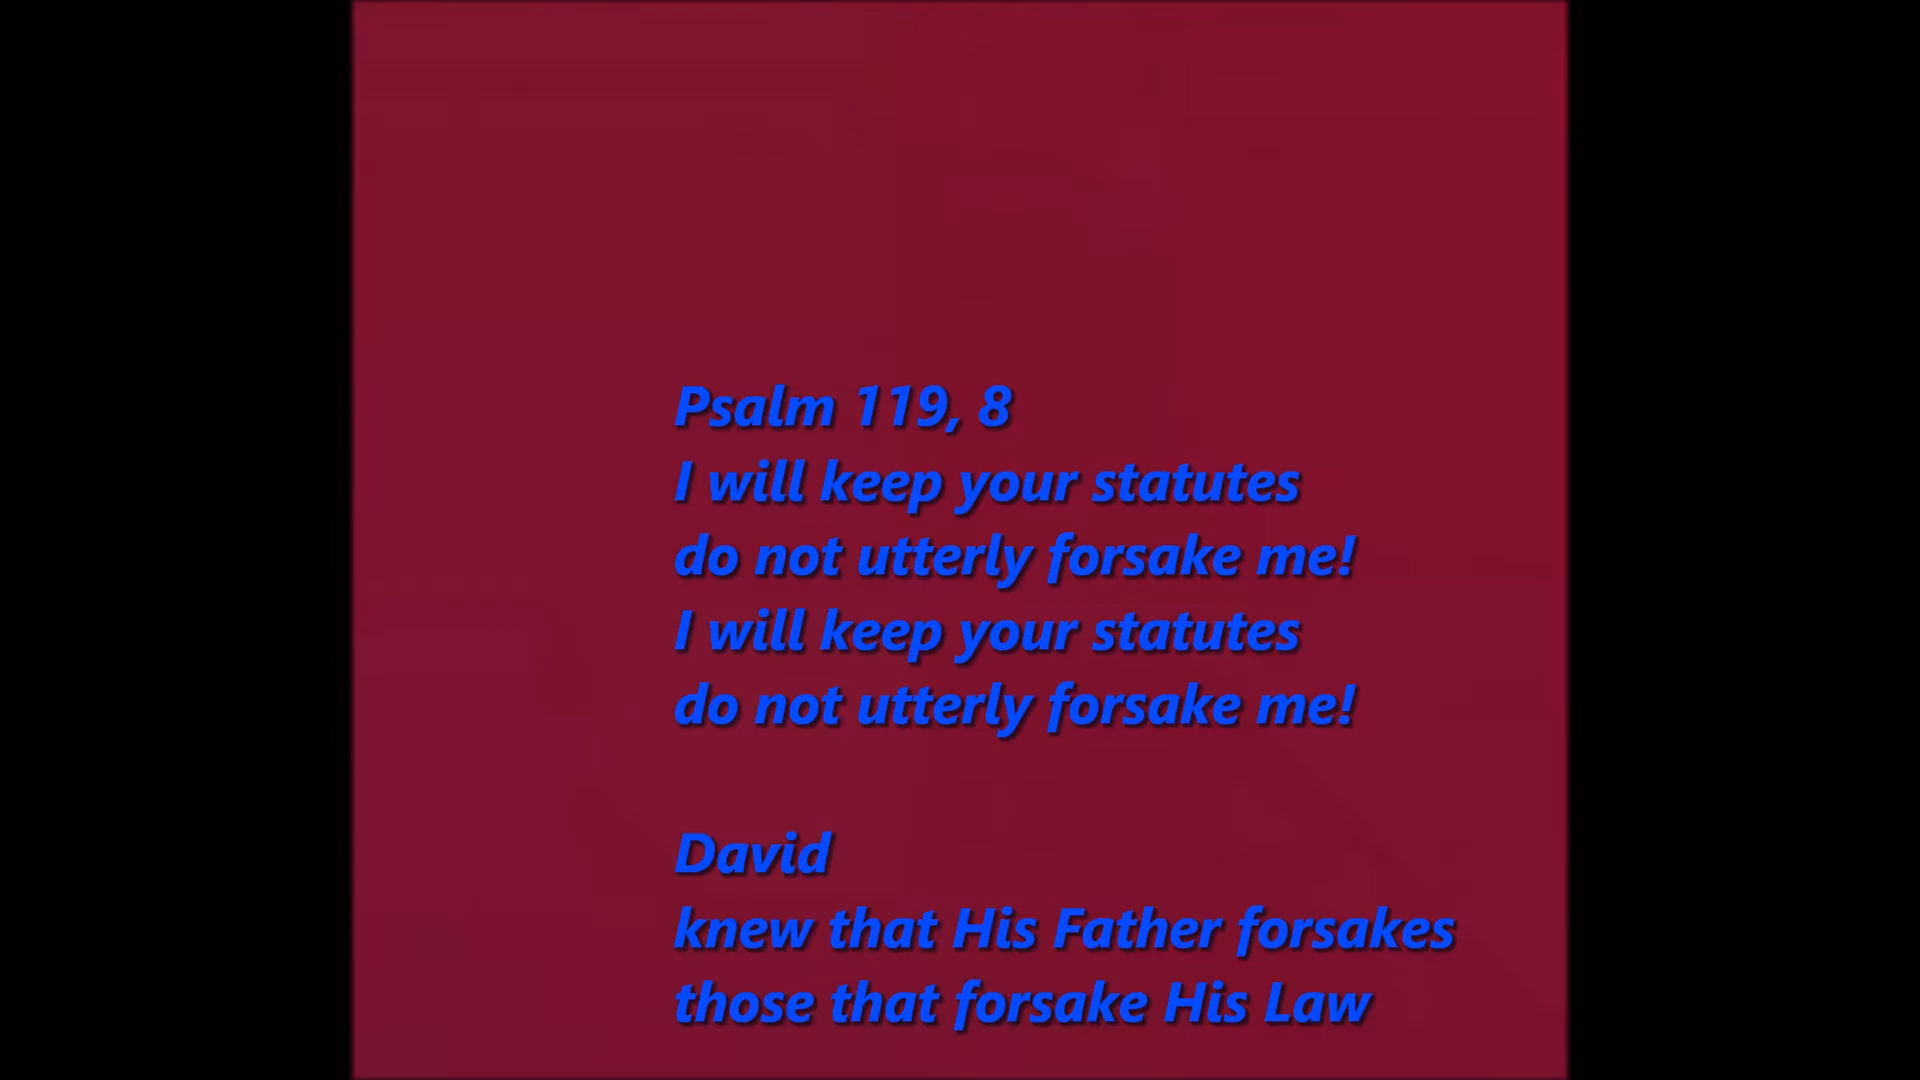 Psalm 119, 8
I will keep your statutes
do not utterly forsake me!
I will keep your statutes
do not utterly forsake me!
David
knew that His Father forsakes
those that forsake His Law